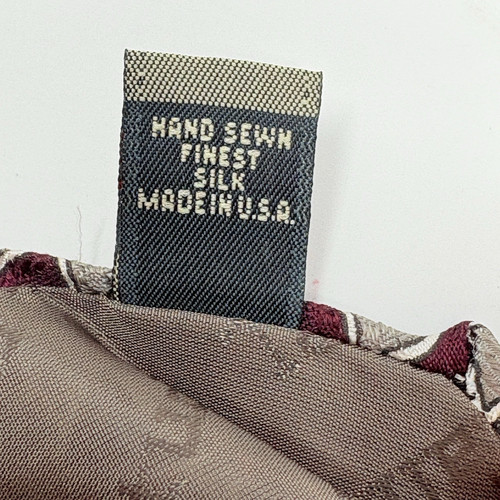 HAND SEWN
FINEST
SILK
MADE IN U.S.A.